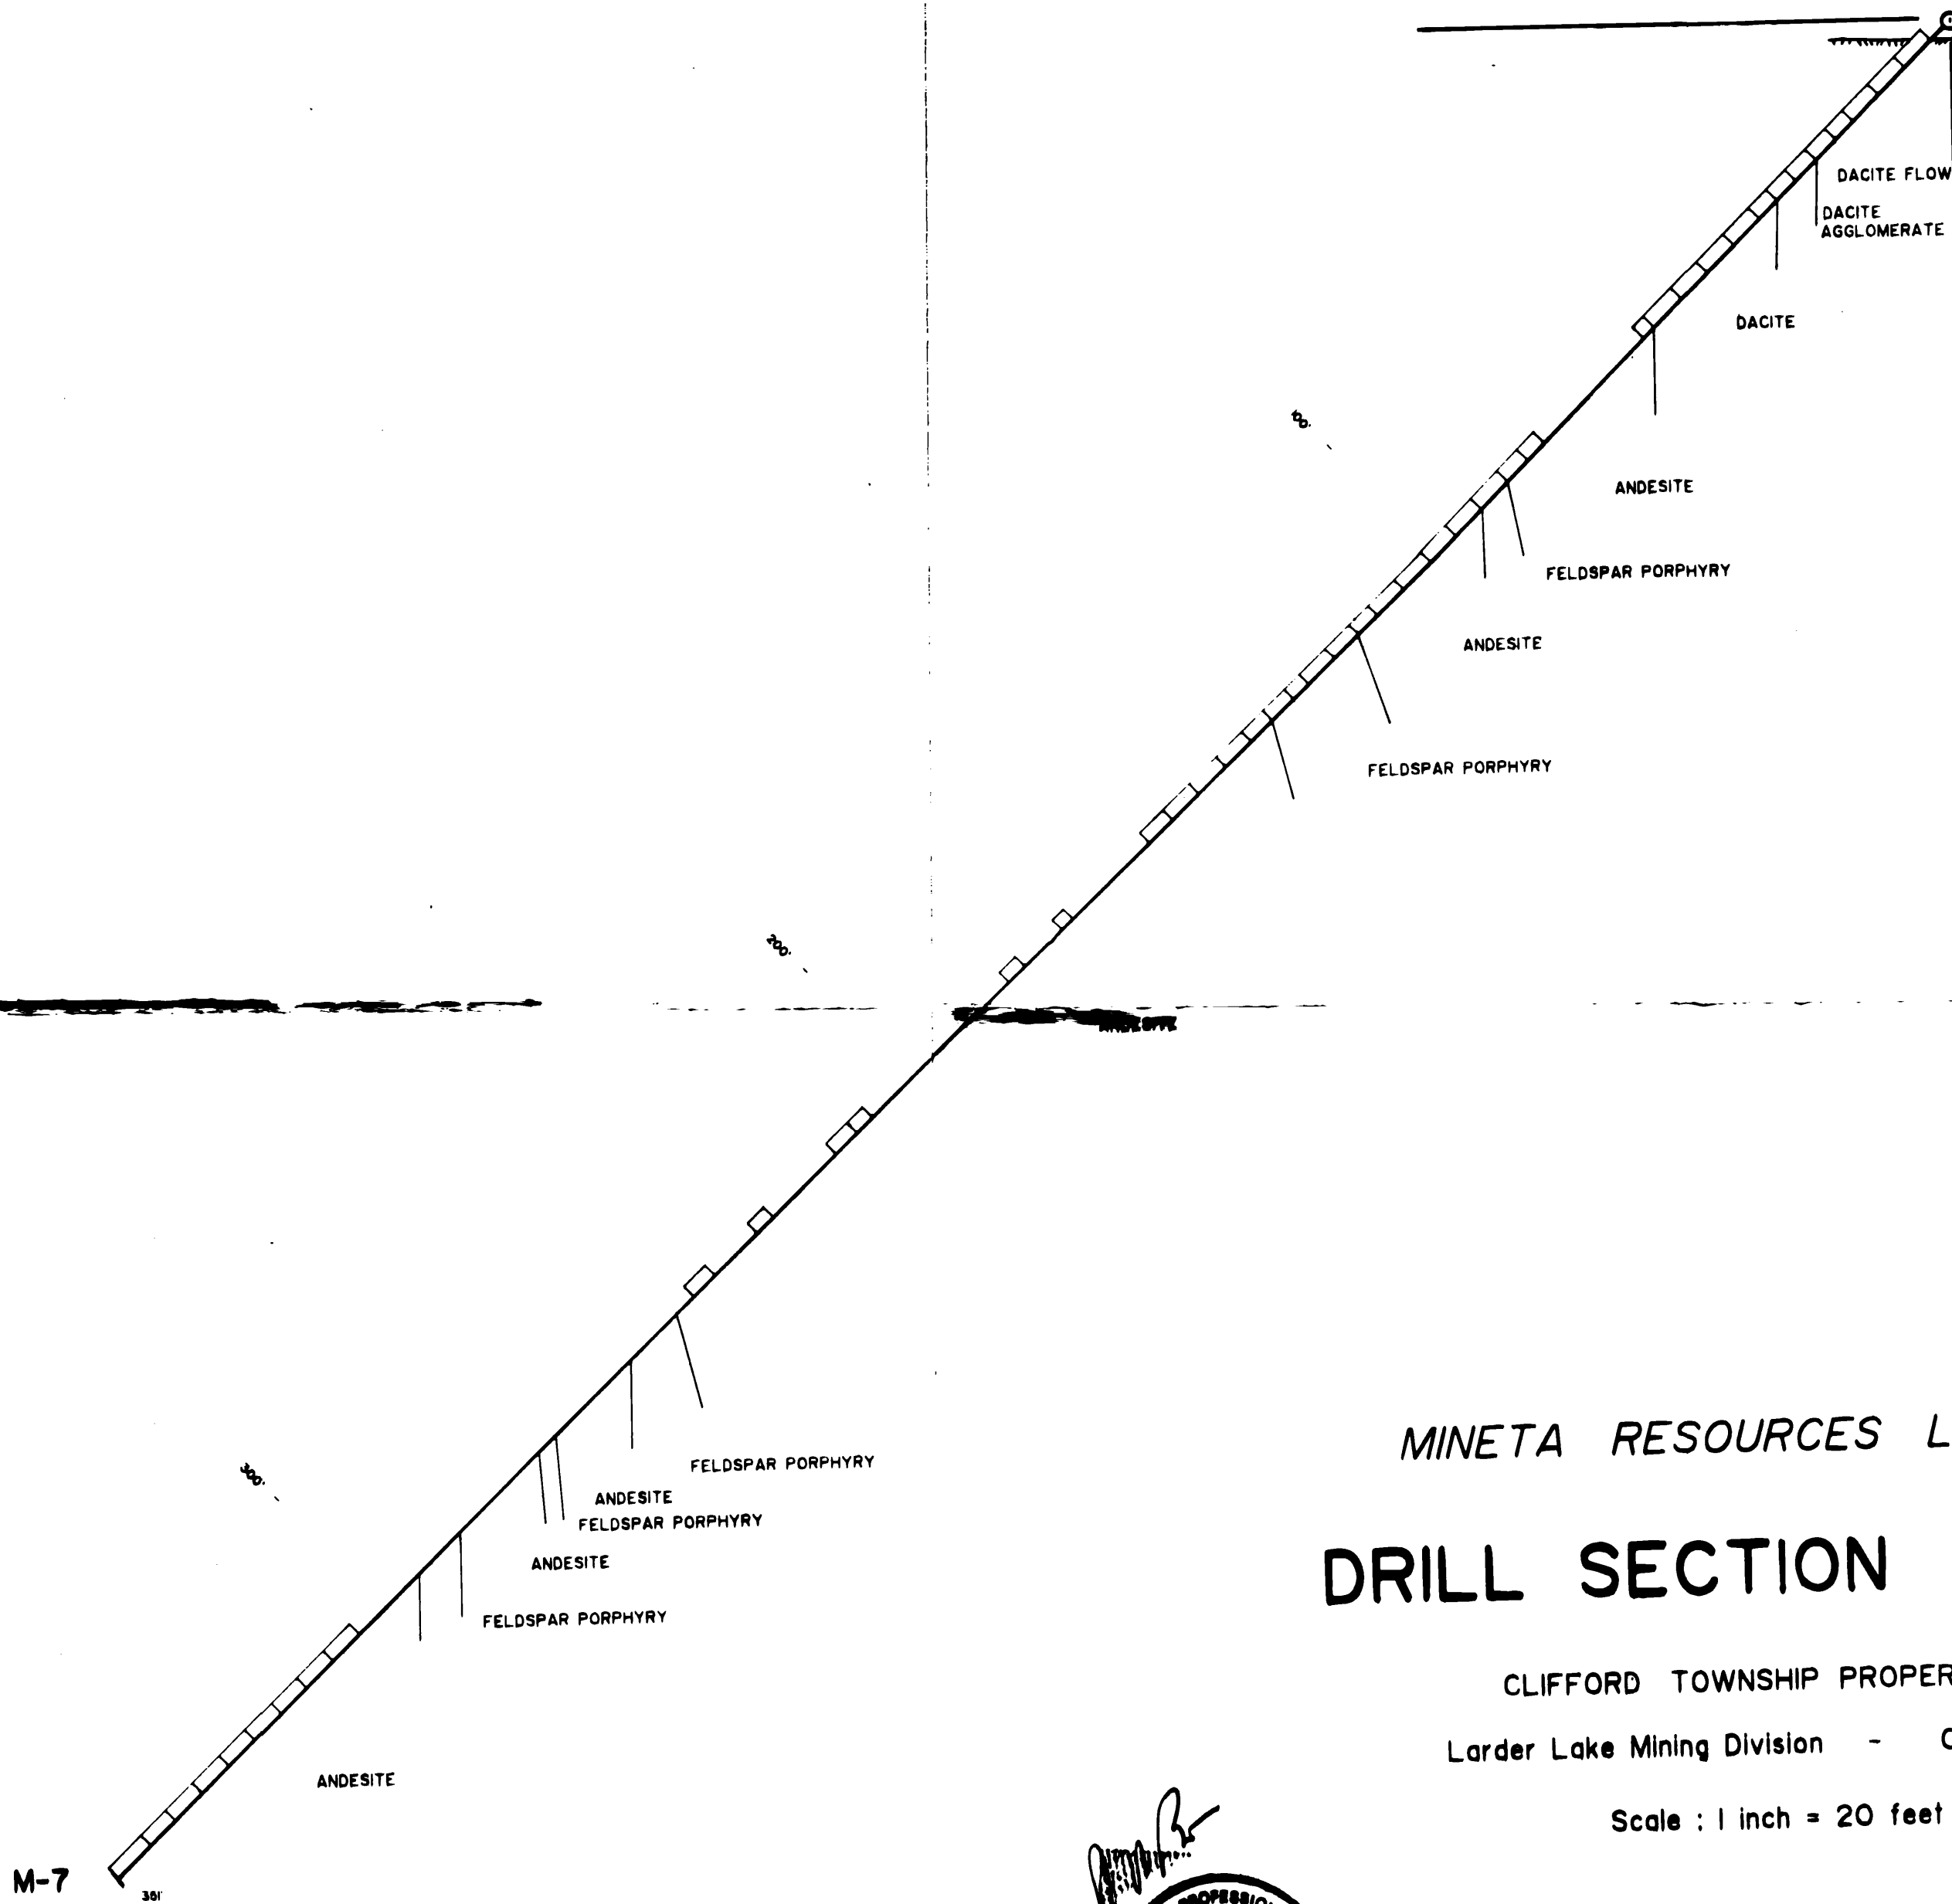 DACITE FLOW
DACITE
AGGLOMERATE
DACITE
ANDESITE
FELDSPAR PORPHYRY
ANDESITE
FELDSPAR PORPHYRY
200.
ANDESITE
FELDSPAR PORPHYRY
300.
ANDESITE
FELDSPAR PORPHYRY
ANDESITE
FELDSPAR PORPHYRY
ANDESITE
MINETA RESOURCES L
DRILL SECTION
CLIFFORD TOWNSHIP PROPER
Larder Lake Mining Division -
Scale : 1 inch = 20 feet
M-7